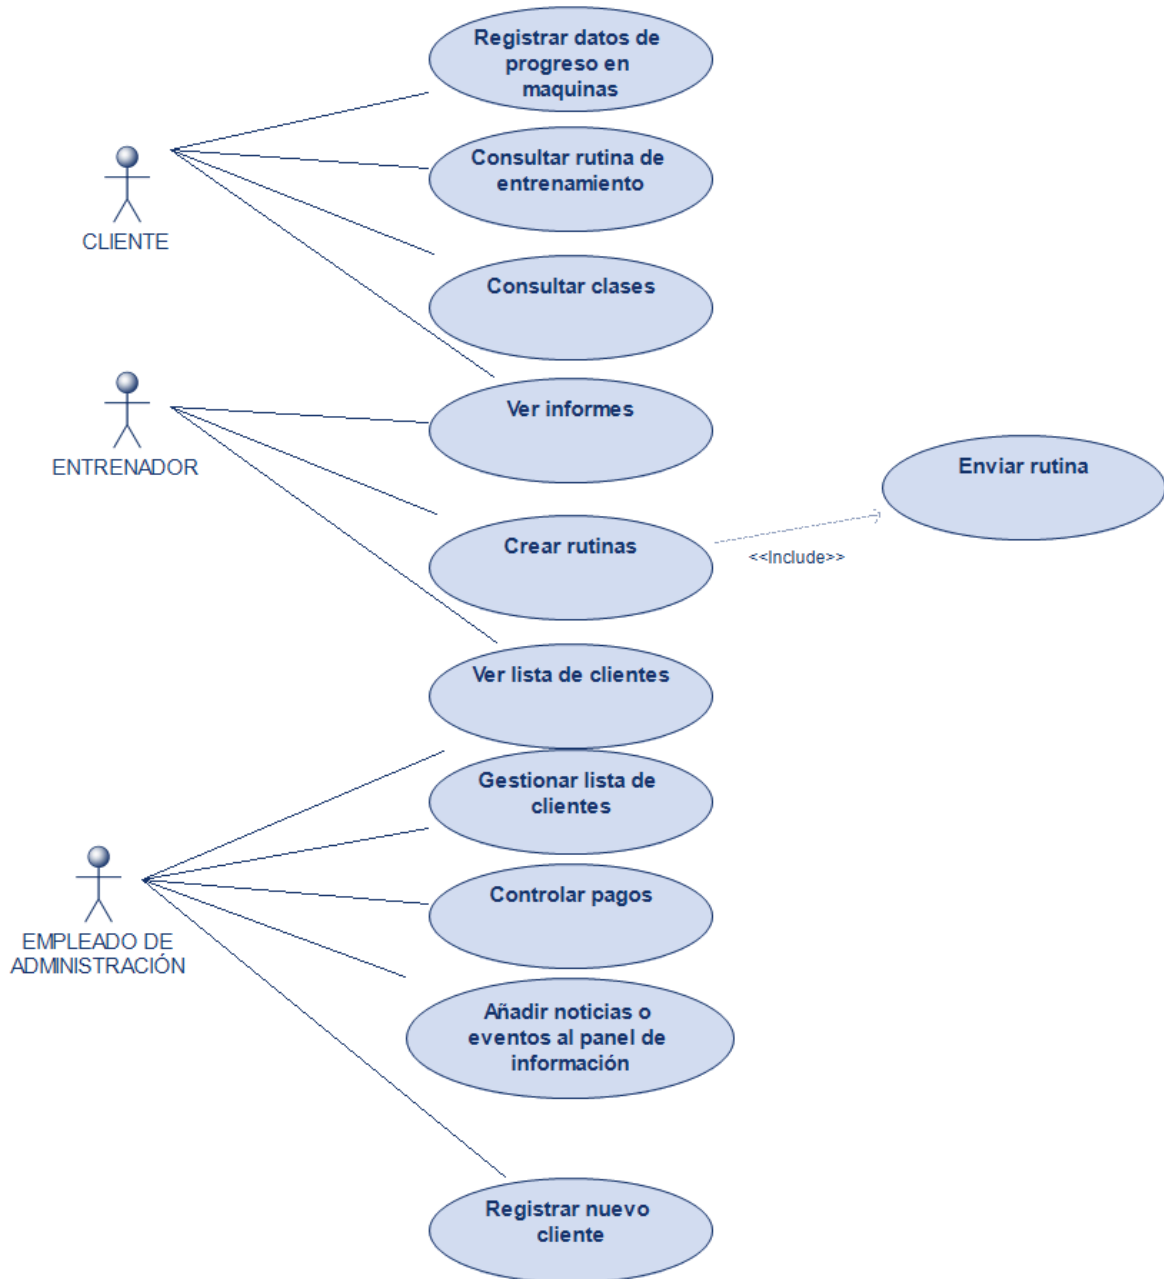 Registrar datos de
progreso en
maquinas
Consultar rutina de
entrenamiento
CLIENTE
Consultar clases
ENTRENADOR
Ver informes
Enviar rutina
Crear rutinas
<<Include>>
Ver lista de clientes
Gestionar lista de
clientes
Controlar pagos
EMPLEADO DE
ADMINISTRACIÓN
Añadir noticias o
eventos al panel de
información
Registrar nuevo
cliente